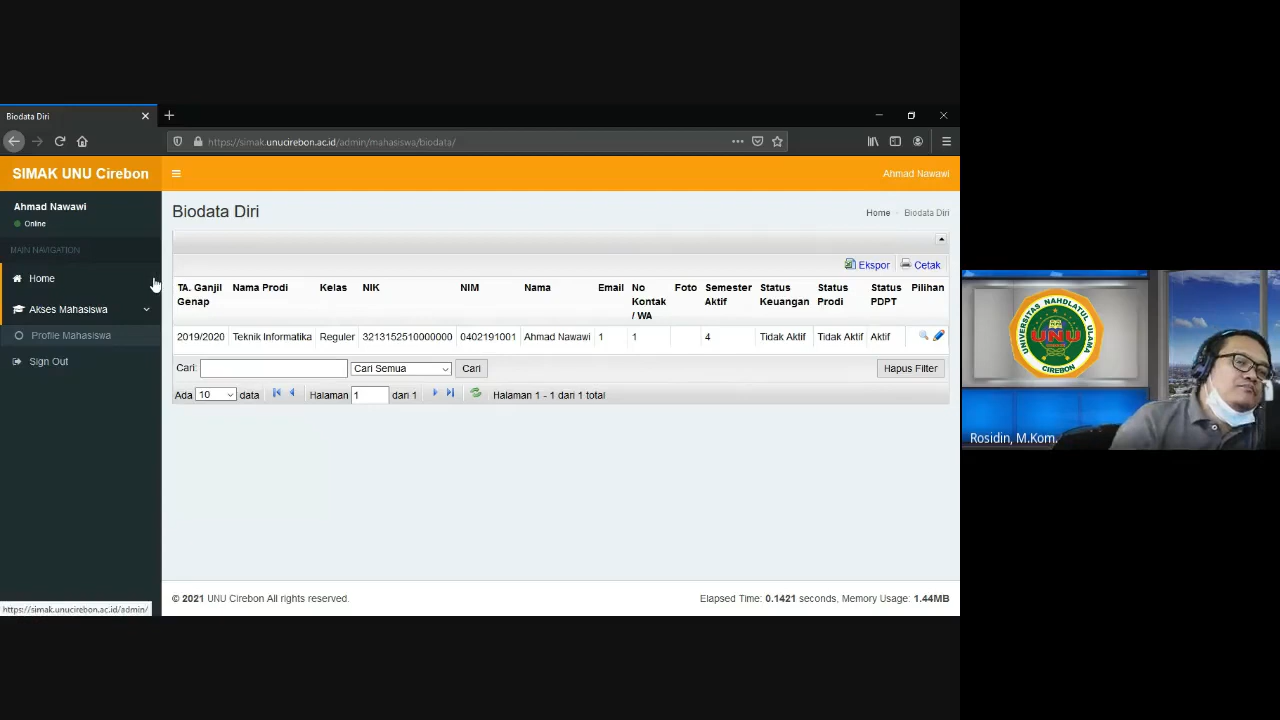 Biodata Diri
https://simak.unucirebon.ac.id/admin/mahasiswa/biodata/
SIMAK UNU Cirebon
Ahmad Nawawi
Ahmad Nawawi
Online
MAIN NAVIGATION
Home
Akses Mahasiswa
Profile Mahasiswa
Sign Out
Biodata Diri
Home
Biodata Diri
Ekspor Cetak
TA. Ganjil Genap Nama Prodi Kelas NIK NIM Nama Email No Kontak / WA Foto Semester Aktif Status Keuangan Status Prodi Status PDPT Pilihan
2019/2020 Teknik Informatika Reguler 3213152510000000 0402191001 Ahmad Nawawi 1 1 4 Tidak Aktif Tidak Aktif Aktif
Cari: Cari Semua Cari Hapus Filter
Ada 10 data Halaman 1 dari 1 Halaman 1 - 1 dari 1 total
© 2021 UNU Cirebon All rights reserved. Elapsed Time: 0.1421 seconds, Memory Usage: 1.44MB
https://simak.unucirebon.ac.id/admin/
UNIVERSITAS NAHDLATUL ULAMA
UNU
CIREBON
Rosidin, M.Kom.